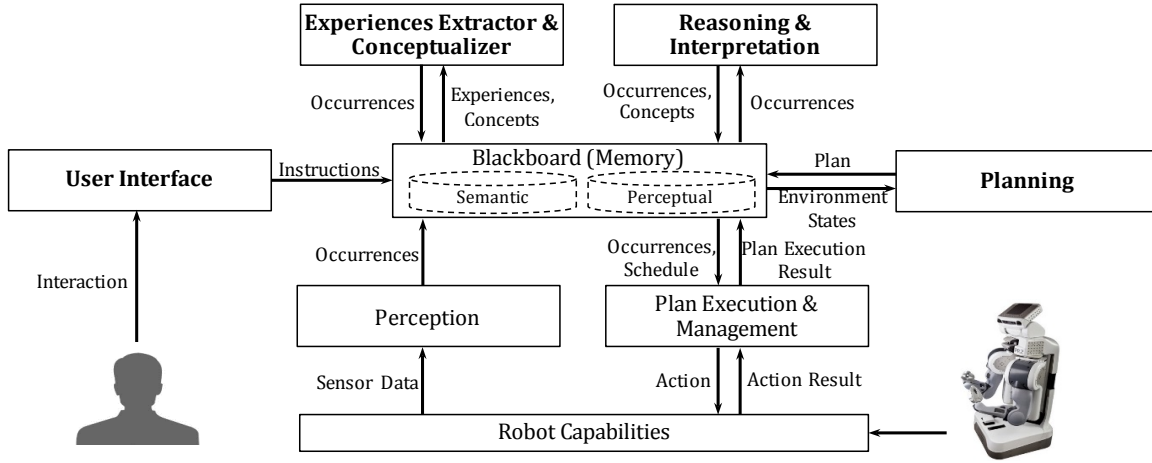 Experiences Extractor &
Conceptualizer
Reasoning &
Interpretation
Occurrences
Experiences,
Concepts
Occurrences,
Concepts
Occurrences
User Interface
Instructions
Blackboard (Memory)
Semantic
Perceptual
Plan
Environment
States
Planning
Interaction
Occurrences
Occurrences,
Schedule
Plan Execution
Result
Perception
Plan Execution &
Management
Sensor Data
Action
Action Result
Robot Capabilities